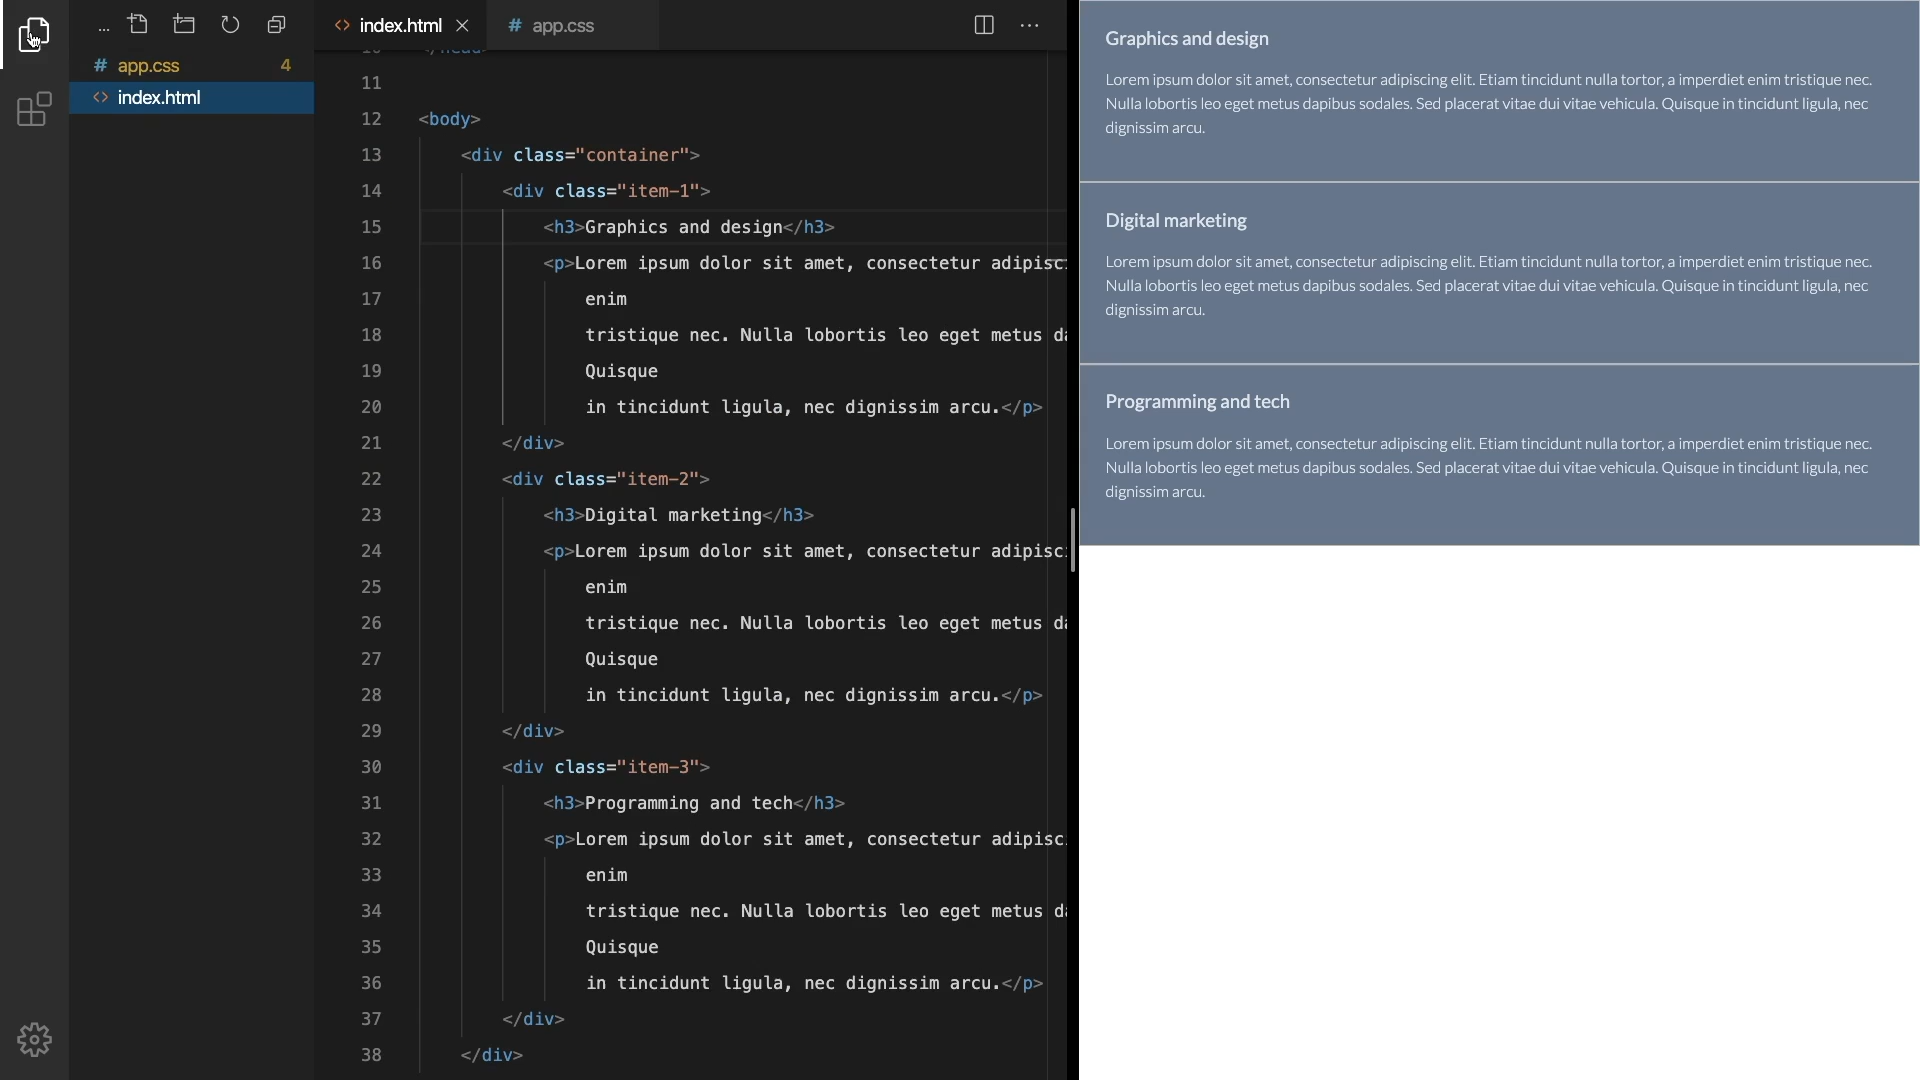 ...
index.html
app.css
app.css 4
index.html
10 </head>
11
12 <body>
13 <div class="container">
14 <div class="item-1">
15 <h3>Graphics and design</h3>
16 <p>Lorem ipsum dolor sit amet, consectetur adipisc
17 enim
18 tristique nec. Nulla lobortis leo eget metus da
19 Quisque
20 in tincidunt ligula, nec dignissim arcu.</p>
21 </div>
22 <div class="item-2">
23 <h3>Digital marketing</h3>
24 <p>Lorem ipsum dolor sit amet, consectetur adipisc
25 enim
26 tristique nec. Nulla lobortis leo eget metus da
27 Quisque
28 in tincidunt ligula, nec dignissim arcu.</p>
29 </div>
30 <div class="item-3">
31 <h3>Programming and tech</h3>
32 <p>Lorem ipsum dolor sit amet, consectetur adipisc
33 enim
34 tristique nec. Nulla lobortis leo eget metus da
35 Quisque
36 in tincidunt ligula, nec dignissim arcu.</p>
37 </div>
38 </div>
Graphics and design
Lorem ipsum dolor sit amet, consectetur adipiscing elit. Etiam tincidunt nulla tortor, a imperdiet enim tristique nec.
Nulla lobortis leo eget metus dapibus sodales. Sed placerat vitae dui vitae vehicula. Quisque in tincidunt ligula, nec
dignissim arcu.
Digital marketing
Lorem ipsum dolor sit amet, consectetur adipiscing elit. Etiam tincidunt nulla tortor, a imperdiet enim tristique nec.
Nulla lobortis leo eget metus dapibus sodales. Sed placerat vitae dui vitae vehicula. Quisque in tincidunt ligula, nec
dignissim arcu.
Programming and tech
Lorem ipsum dolor sit amet, consectetur adipiscing elit. Etiam tincidunt nulla tortor, a imperdiet enim tristique nec.
Nulla lobortis leo eget metus dapibus sodales. Sed placerat vitae dui vitae vehicula. Quisque in tincidunt ligula, nec
dignissim arcu.